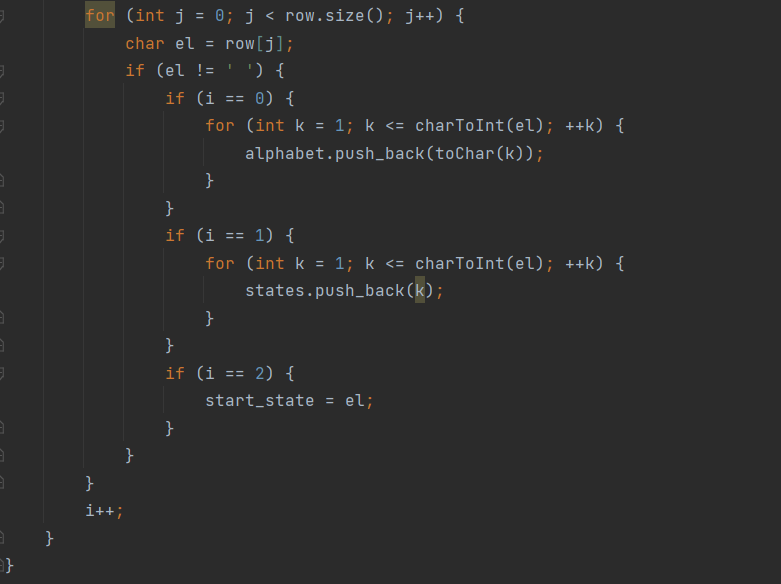 for (int j = 0; j < row.size(); j++) {
    char el = row[j];
    if (el != ' ') {
        if (i == 0) {
            for (int k = 1; k <= charToInt(el); ++k) {
                alphabet.push_back(toChar(k));
            }
        }
        if (i == 1) {
            for (int k = 1; k <= charToInt(el); ++k) {
                states.push_back(k);
            }
        }
        if (i == 2) {
            start_state = el;
        }
    }
}
i++;
}
}